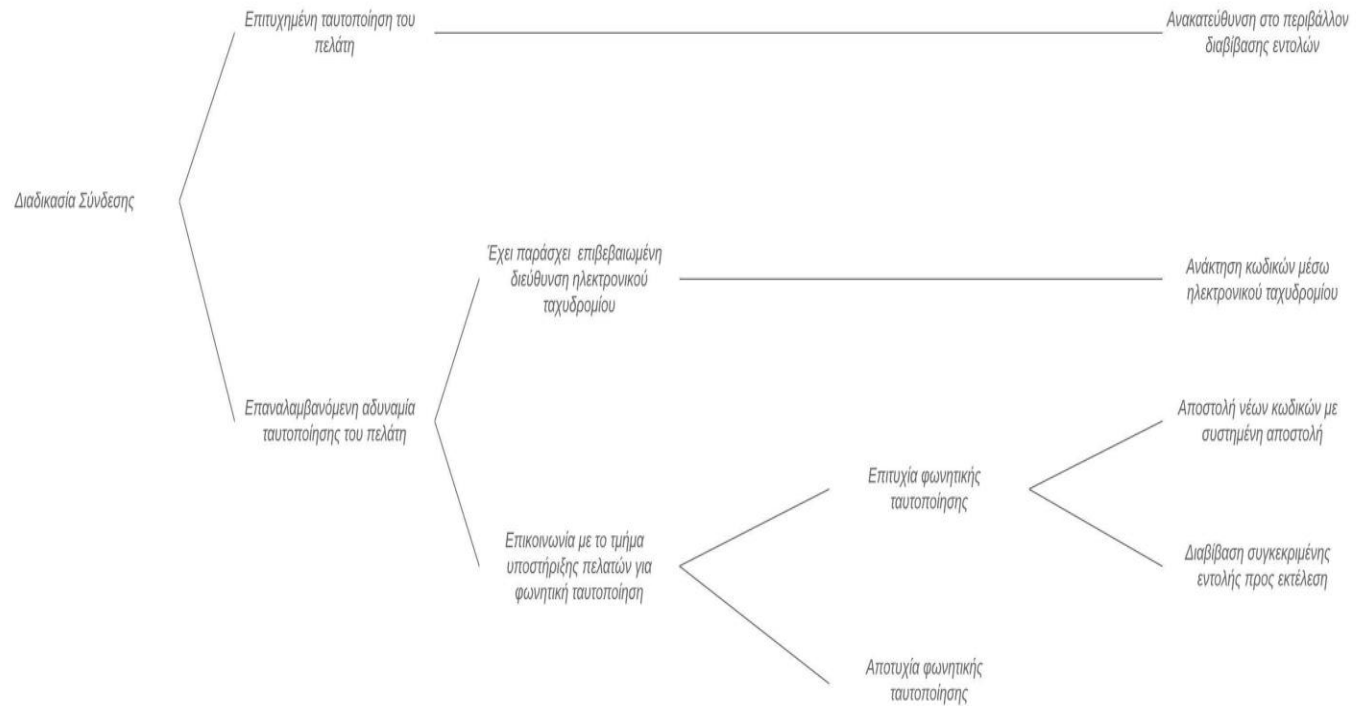 Επιτυχημένη ταυτοποίηση του
πελάτη
Ανακατεύθυνση στο περιβάλλον
διαβίβασης εντολών
Διαδικασία Σύνδεσης
Έχει παράσχει επιβεβαιωμένη
διεύθυνση ηλεκτρονικού
ταχυδρομίου
Ανάκτηση κωδικών μέσω
ηλεκτρονικού ταχυδρομίου
Επαναλαμβανόμενη αδυναμία
ταυτοποίησης του πελάτη
Αποστολή νέων κωδικών με
συστημένη αποστολή
Επιτυχία φωνητικής
ταυτοποίησης
Επικοινωνία με το τμήμα
υποστήριξης πελατών για
φωνητική ταυτοποίηση
Διαβίβαση συγκεκριμένης
εντολής προς εκτέλεση
Αποτυχία φωνητικής
ταυτοποίησης